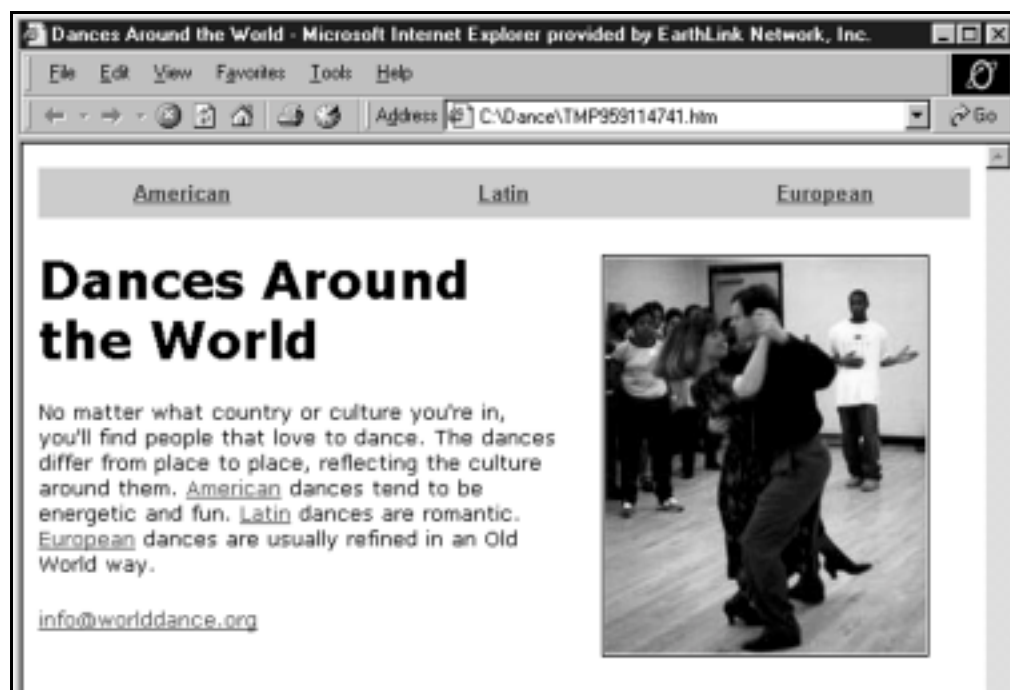 Dances Around the World - Microsoft Internet Explorer provided by EarthLink Network, Inc.
File Edit View Favorites Tools Help
Address C:\Dance\TMP959114741.htm Go
American Latin European
Dances Around
the World
No matter what country or culture you're in,
you'll find people that love to dance. The dances
differ from place to place, reflecting the culture
around them. American dances tend to be
energetic and fun. Latin dances are romantic.
European dances are usually refined in an Old
World way.
info@worlddance.org